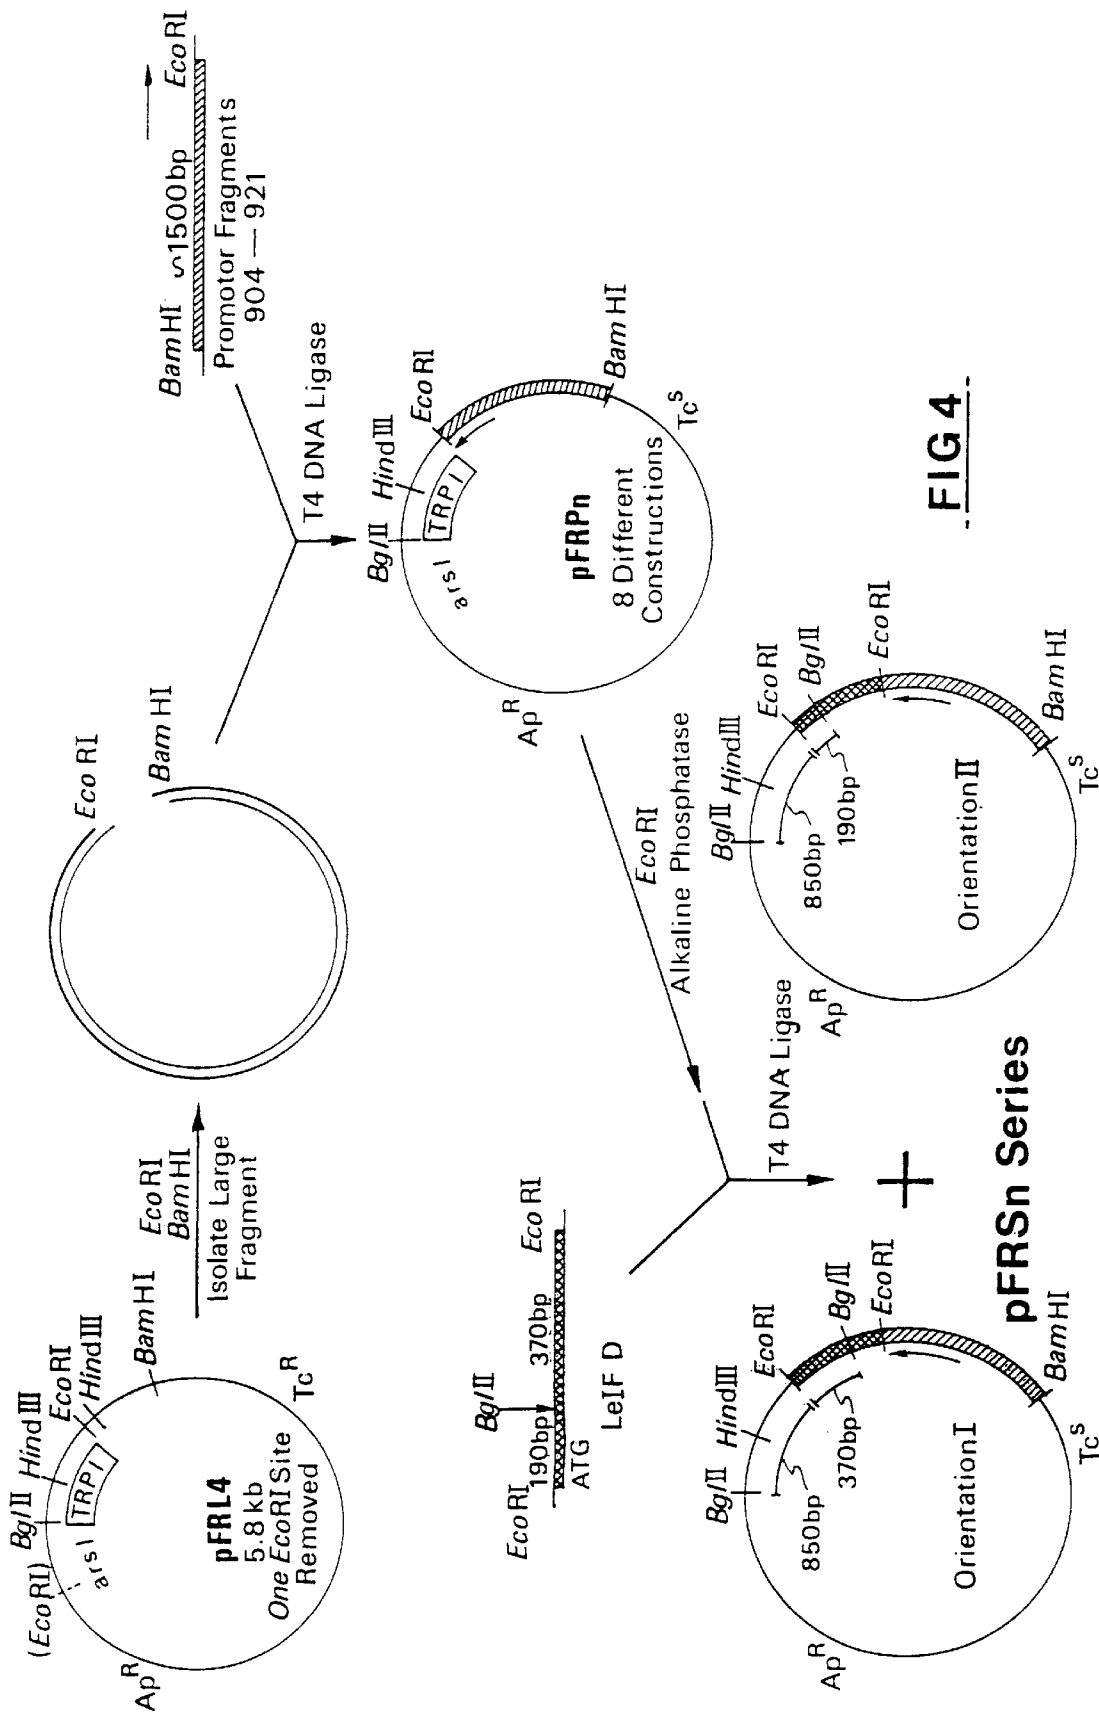 (EcoRI)
BglII
HindIII
EcoRI
HindIII
BamHI
TcR
ApR
arsI
TRPI
pFRL4
5.8 kb
One EcoRI Site
Removed
EcoRI
BamHI
Isolate Large
Fragment
EcoRI
BamHI
BamHI ~1500bp EcoRI
Promotor Fragments
904 — 921
T4 DNA Ligase
BglII
HindIII
EcoRI
BamHI
TcS
ApR
arsI
TRPI
pFRPn
8 Different
Constructions
EcoRI
Alkaline Phosphatase
EcoRI
BglII
EcoRI
190bp 370bp
ATG
LeIF D
T4 DNA Ligase
BglII
HindIII
EcoRI
BglII
EcoRI
BamHI
TcS
ApR
850bp
370bp
Orientation I
+
BglII
HindIII
EcoRI
BglII
EcoRI
BamHI
TcS
ApR
850bp
190bp
Orientation II
pFRSn Series
FIG 4